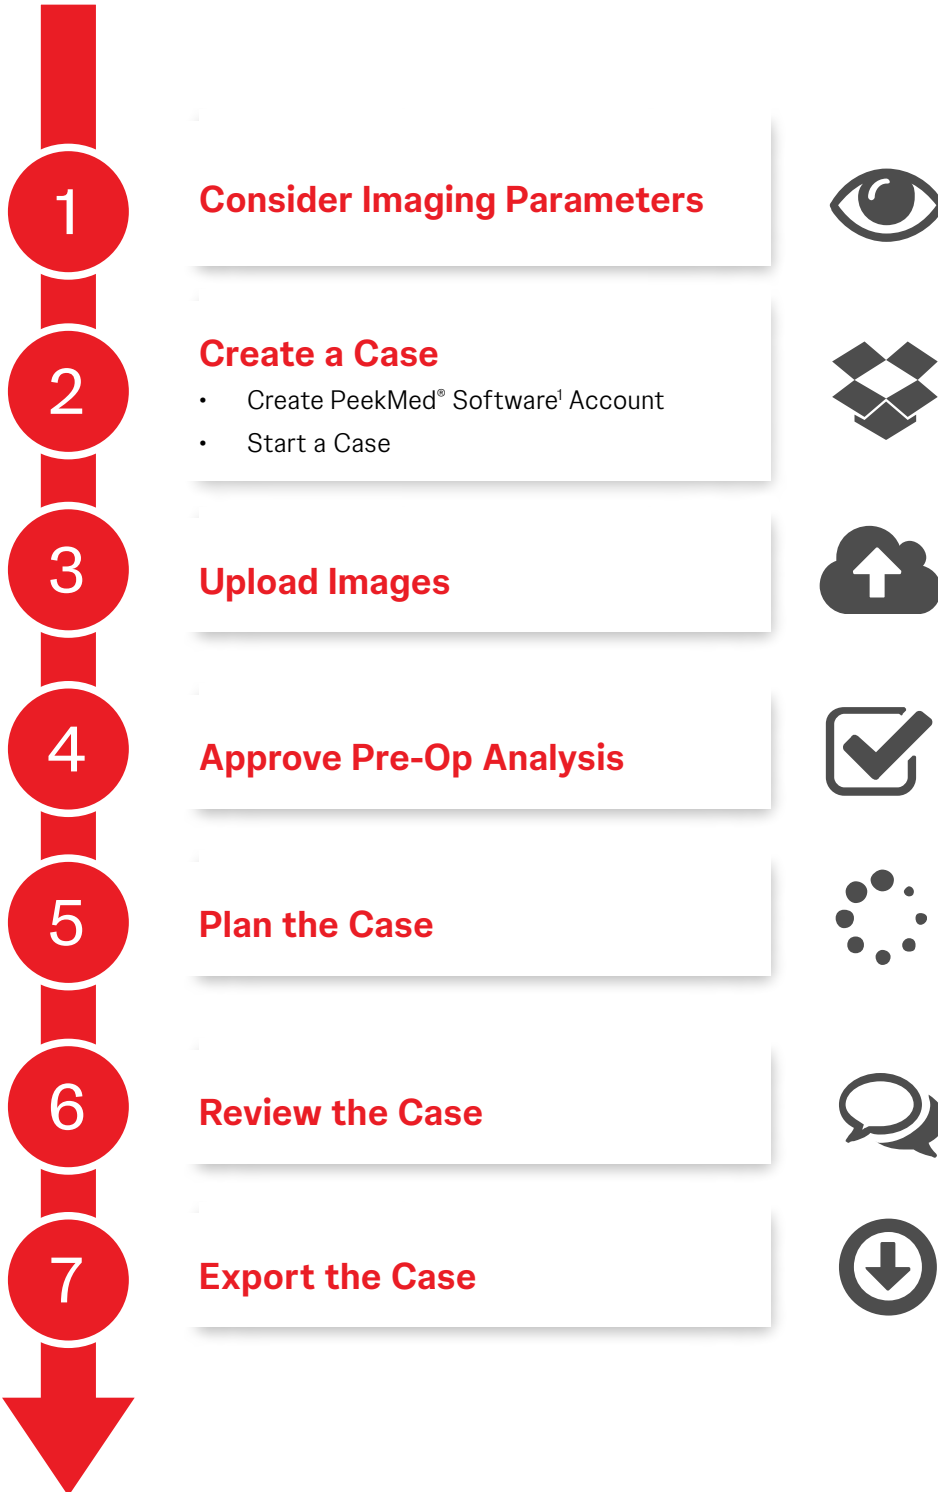 1
Consider Imaging Parameters
2
Create a Case
• Create PeekMed® Software¹ Account
• Start a Case
3
Upload Images
4
Approve Pre-Op Analysis
5
Plan the Case
6
Review the Case
7
Export the Case